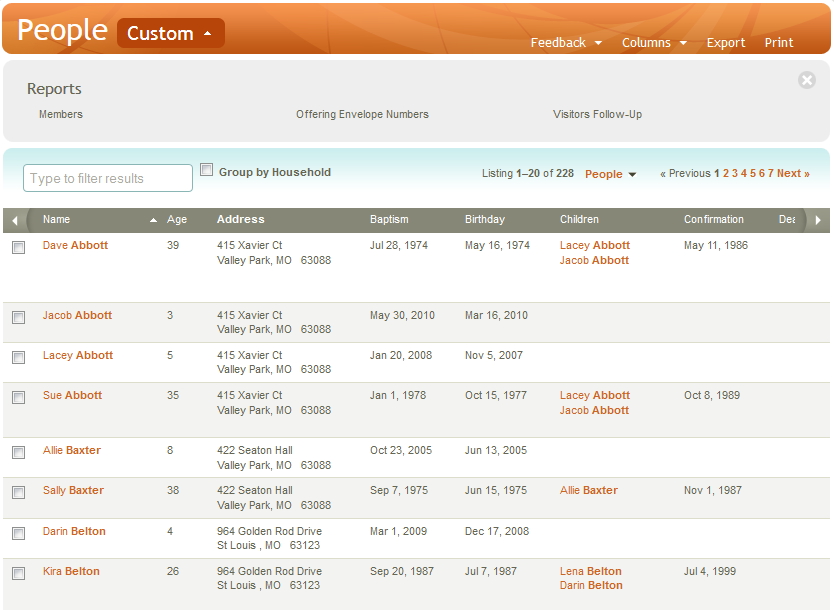 People Custom
Feedback Columns Export Print
Reports
Members Offering Envelope Numbers Visitors Follow-Up
Type to filter results Group by Household Listing 1–20 of 228 People « Previous 1 2 3 4 5 6 7 Next »
Name Age Address Baptism Birthday Children Confirmation Dea
Dave Abbott 39 415 Xavier Ct Jul 28, 1974 May 16, 1974 Lacey Abbott May 11, 1986
Valley Park, MO 63088 Jacob Abbott
Jacob Abbott 3 415 Xavier Ct May 30, 2010 Mar 16, 2010
Valley Park, MO 63088
Lacey Abbott 5 415 Xavier Ct Jan 20, 2008 Nov 5, 2007
Valley Park, MO 63088
Sue Abbott 35 415 Xavier Ct Jan 1, 1978 Oct 15, 1977 Lacey Abbott Oct 8, 1989
Valley Park, MO 63088 Jacob Abbott
Allie Baxter 8 422 Seaton Hall Oct 23, 2005 Jun 13, 2005
Valley Park, MO 63088
Sally Baxter 38 422 Seaton Hall Sep 7, 1975 Jun 15, 1975 Allie Baxter Nov 1, 1987
Valley Park, MO 63088
Darin Belton 4 964 Golden Rod Drive Mar 1, 2009 Dec 17, 2008
St Louis , MO 63123
Kira Belton 26 964 Golden Rod Drive Sep 20, 1987 Jul 7, 1987 Lena Belton Jul 4, 1999
St Louis , MO 63123 Darin Belton